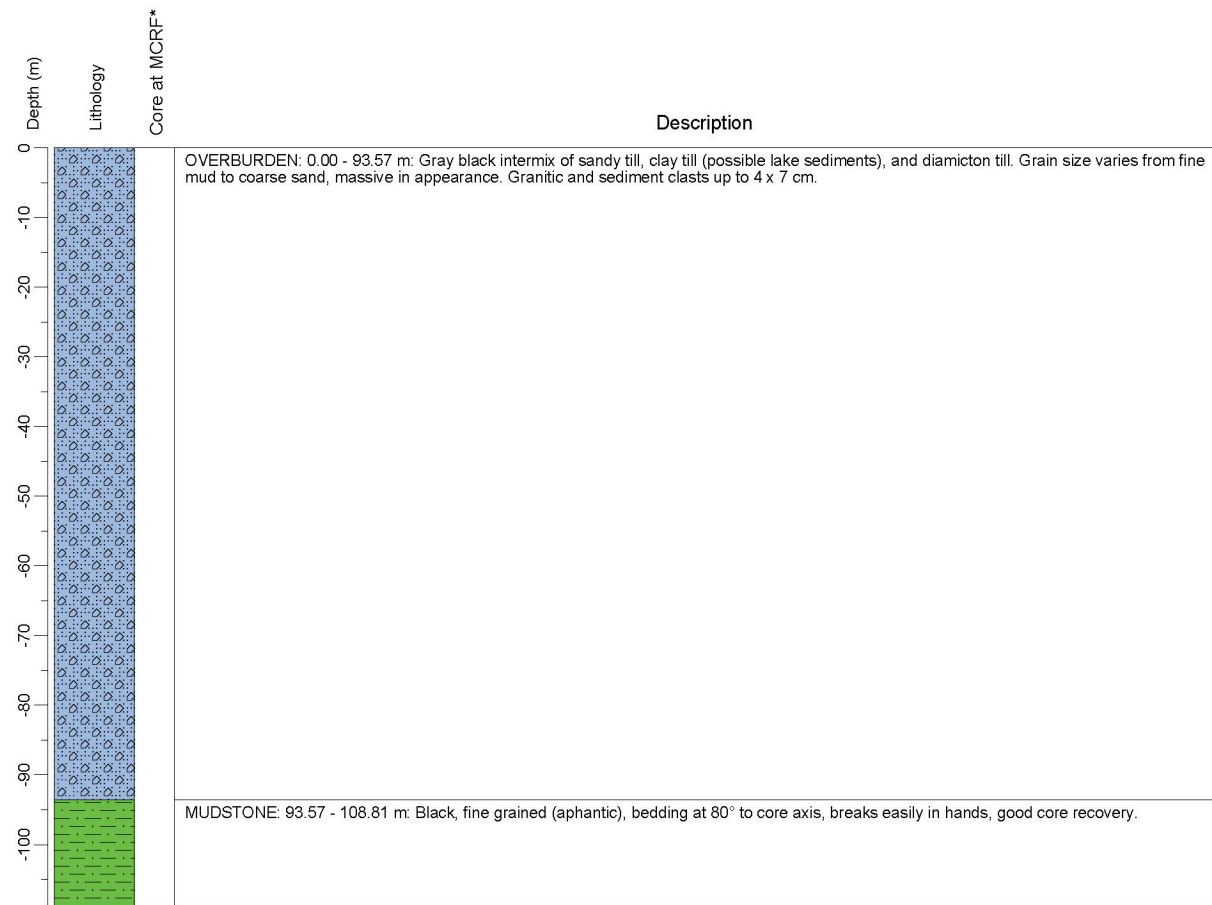 Depth (m)
Lithology
Core at MCRF*
Description
0
OVERBURDEN: 0.00 - 93.57 m: Gray black intermix of sandy till, clay till (possible lake sediments), and diamicton till. Grain size varies from fine
mud to coarse sand, massive in appearance. Granitic and sediment clasts up to 4 x 7 cm.
-10
-20
-30
-40
-50
-60
-70
-80
-90
MUDSTONE: 93.57 - 108.81 m: Black, fine grained (aphantic), bedding at 80° to core axis, breaks easily in hands, good core recovery.
-100